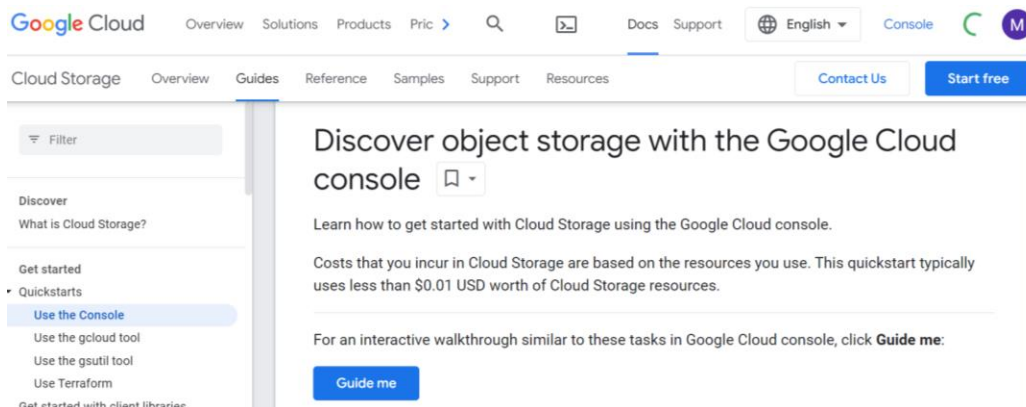 Google Cloud Overview Solutions Products Pric Docs Support English Console M
Cloud Storage Overview Guides Reference Samples Support Resources Contact Us Start free
Filter
Discover
What is Cloud Storage?
Get started
Quickstarts
Use the Console
Use the gcloud tool
Use the gsutil tool
Use Terraform
Get started with client libraries
Discover object storage with the Google Cloud
console
Learn how to get started with Cloud Storage using the Google Cloud console.
Costs that you incur in Cloud Storage are based on the resources you use. This quickstart typically
uses less than $0.01 USD worth of Cloud Storage resources.
For an interactive walkthrough similar to these tasks in Google Cloud console, click Guide me:
Guide me